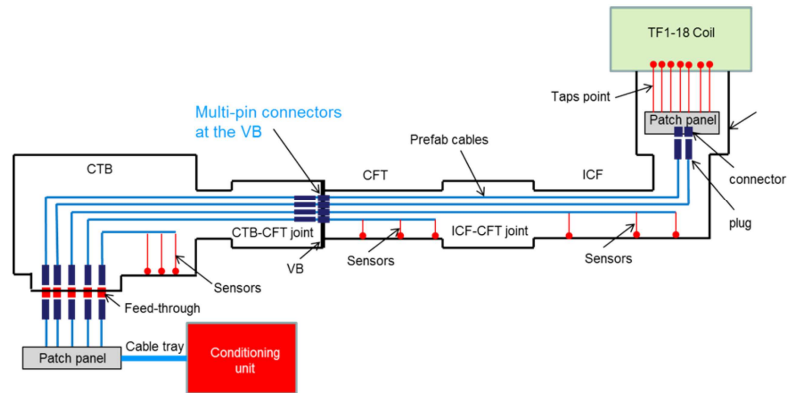 TF1-18 Coil
Taps point
Patch panel
Multi-pin connectors
at the VB
Prefab cables
CTB
CFT
ICF
connector
plug
CTB-CFT joint
ICF-CFT joint
Sensors
Sensors
VB
Sensors
Feed-through
Cable tray
Patch panel
Conditioning
unit